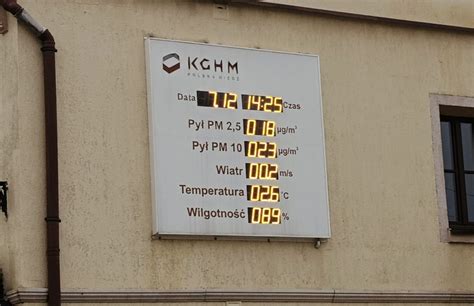 KGHM
POLSKA MIEDŹ
Data 7.12 14:25 Czas
Pył PM 2,5 018 µg/m³
Pył PM 10 023 µg/m³
Wiatr 002 m/s
Temperatura 026 °C
Wilgotność 089 %